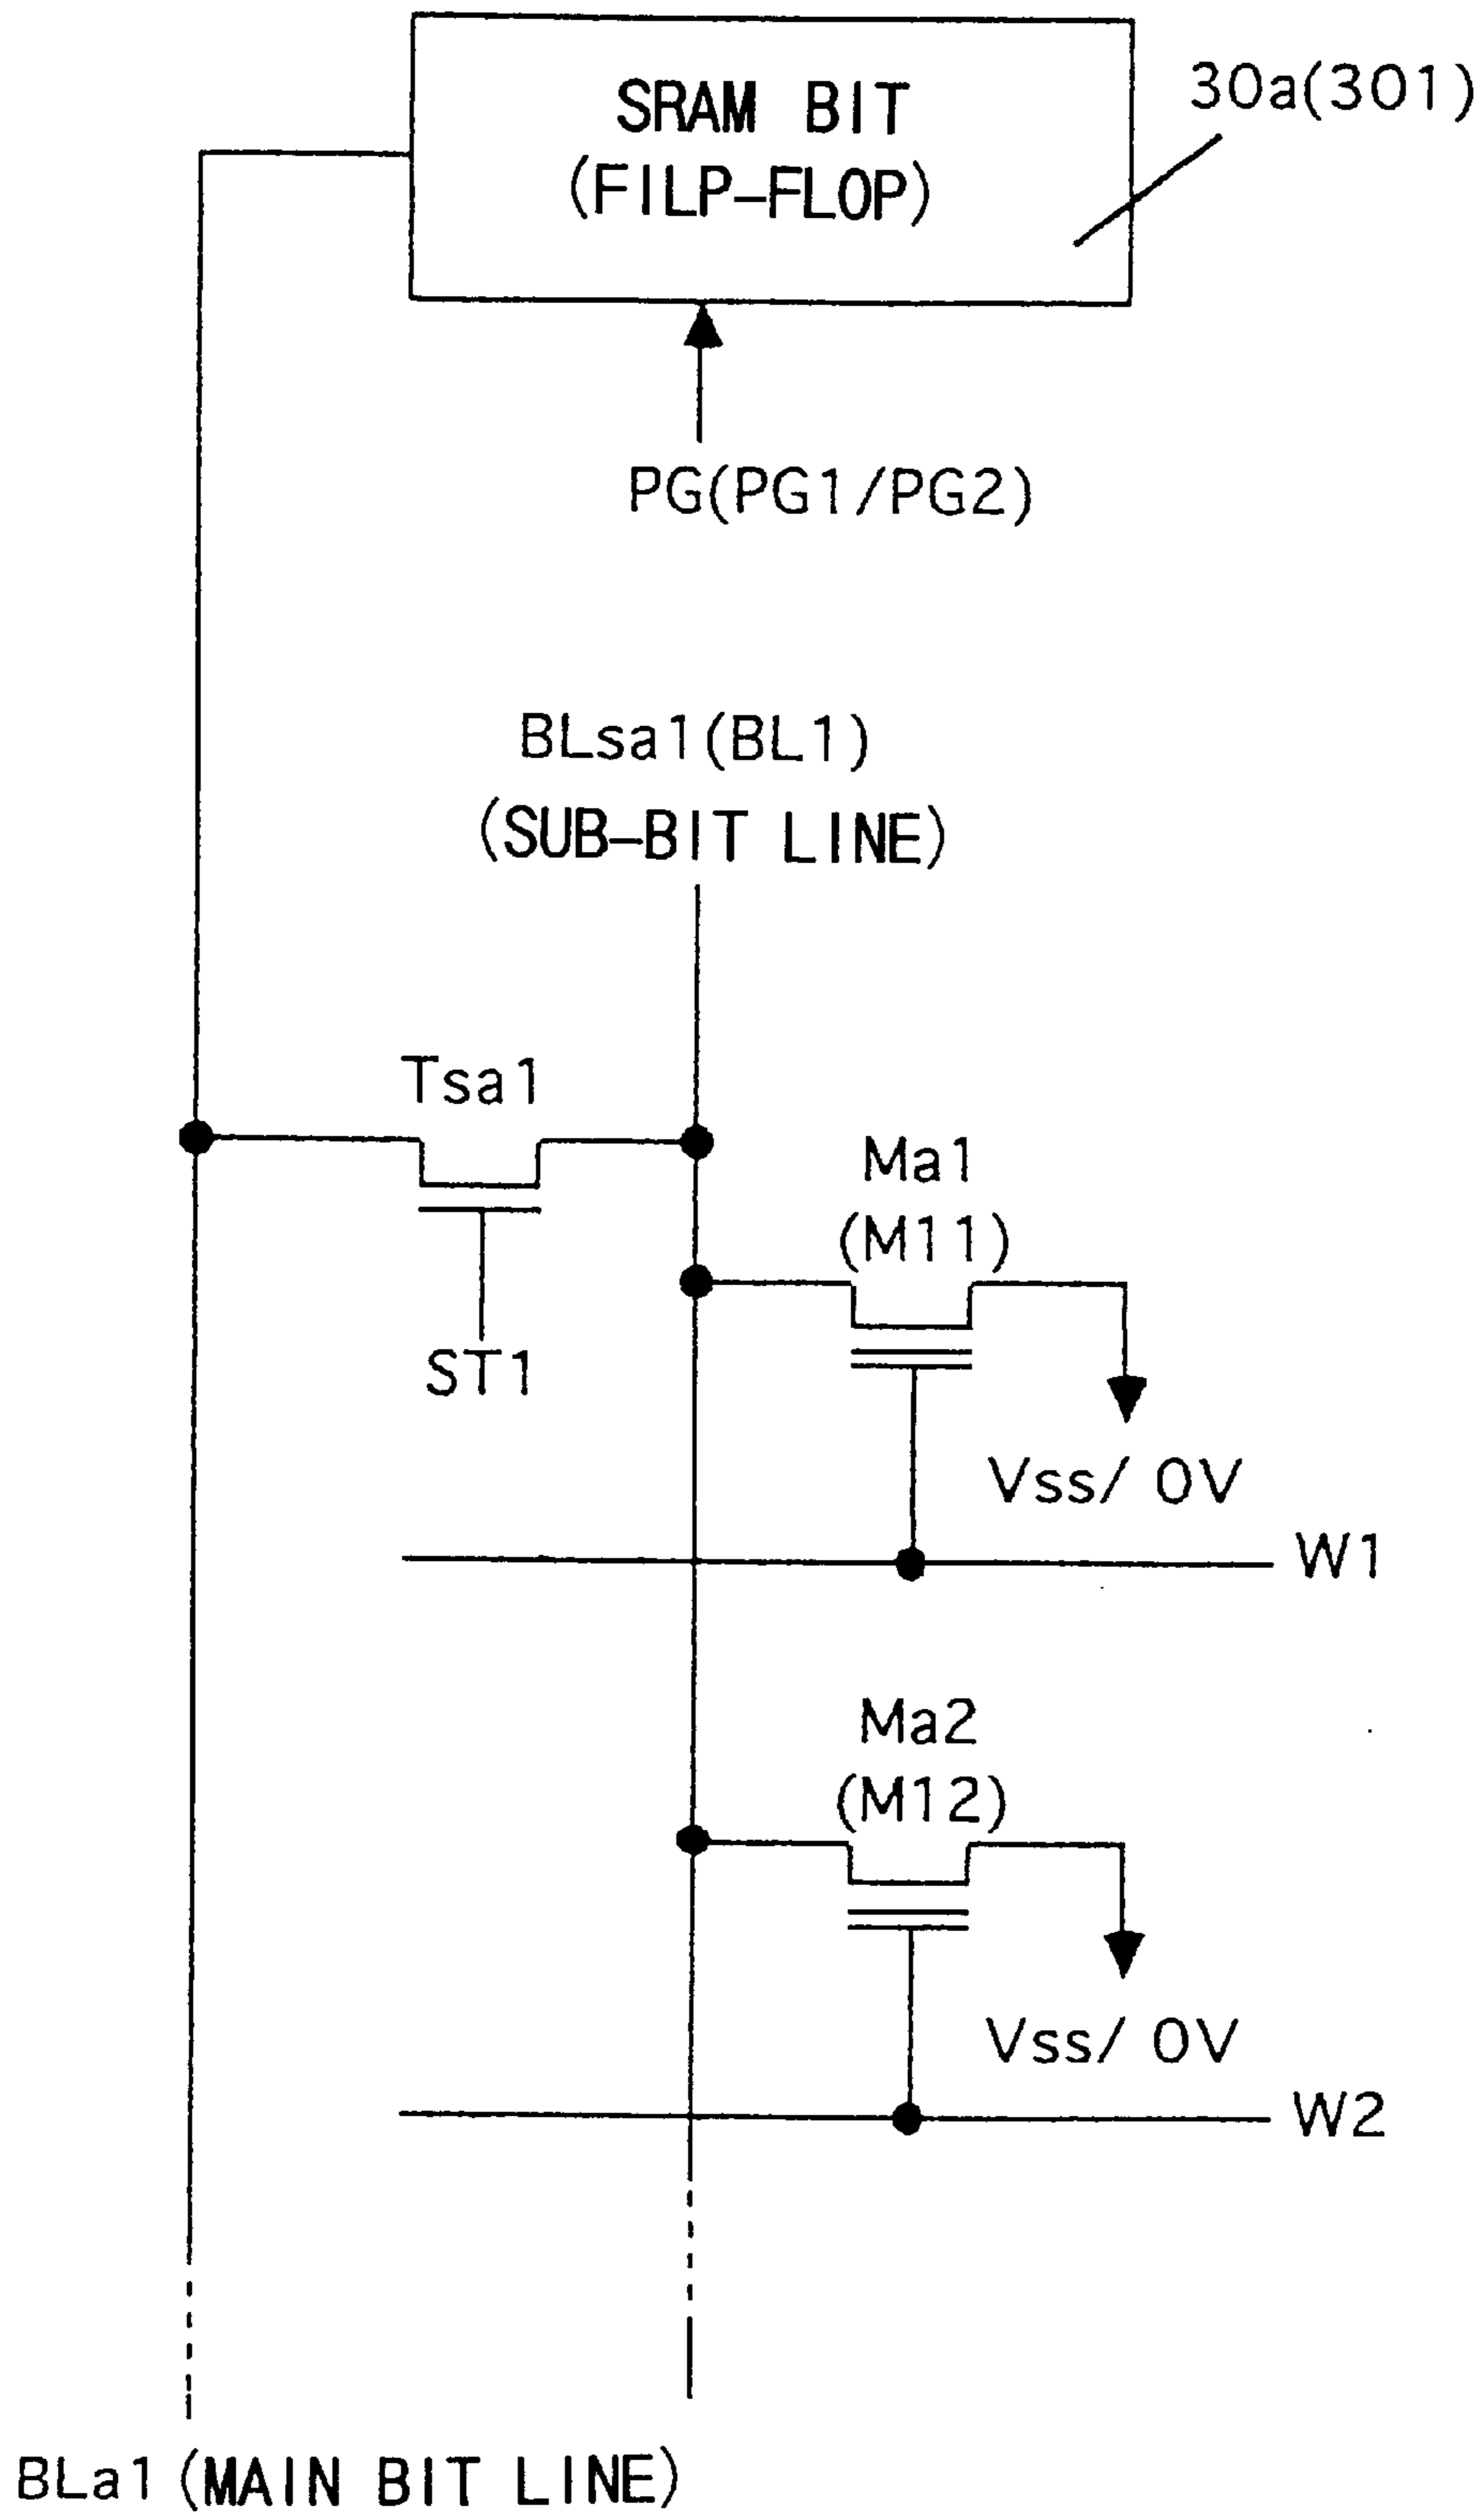 SRAM BIT
(FILP-FLOP)
30a(301)
PG(PG1/PG2)
BLsa1(BL1)
(SUB-BIT LINE)
Tsa1
Ma1
(M11)
ST1
Vss/ 0V
W1
Ma2
(M12)
Vss/ 0V
W2
BLa1 (MAIN BIT LINE)